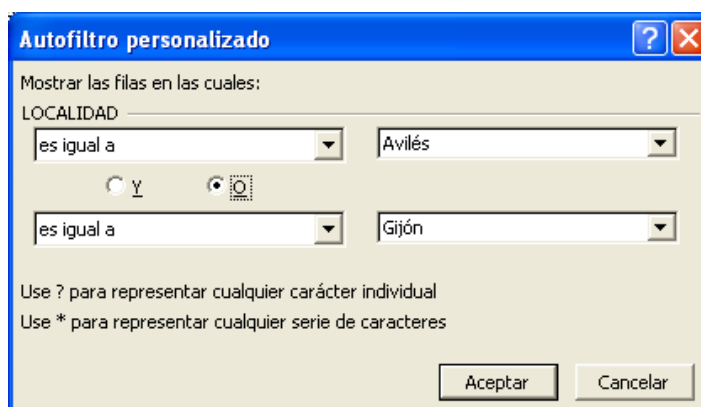 Autofiltro personalizado
Mostrar las filas en las cuales:
LOCALIDAD
es igual a Avilés
Y O
es igual a Gijón
Use ? para representar cualquier carácter individual
Use * para representar cualquier serie de caracteres
Aceptar Cancelar